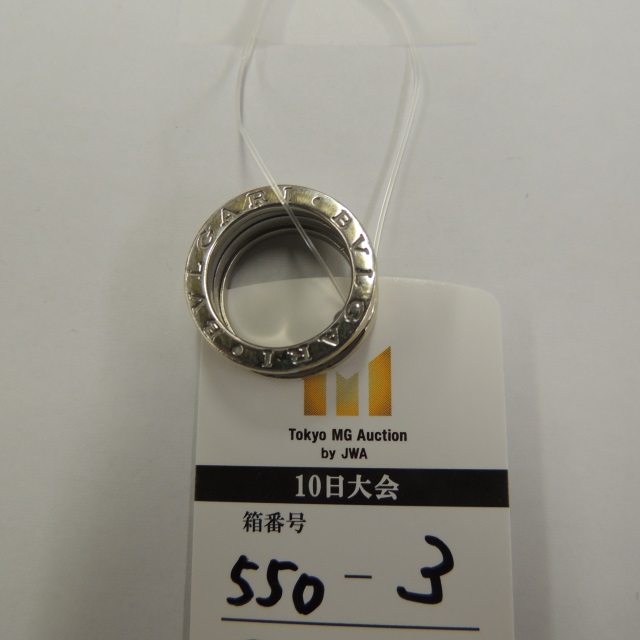 BVLGARI • BVLGARI •
Tokyo MG Auction
by JWA
10日大会
箱番号
550 - 3